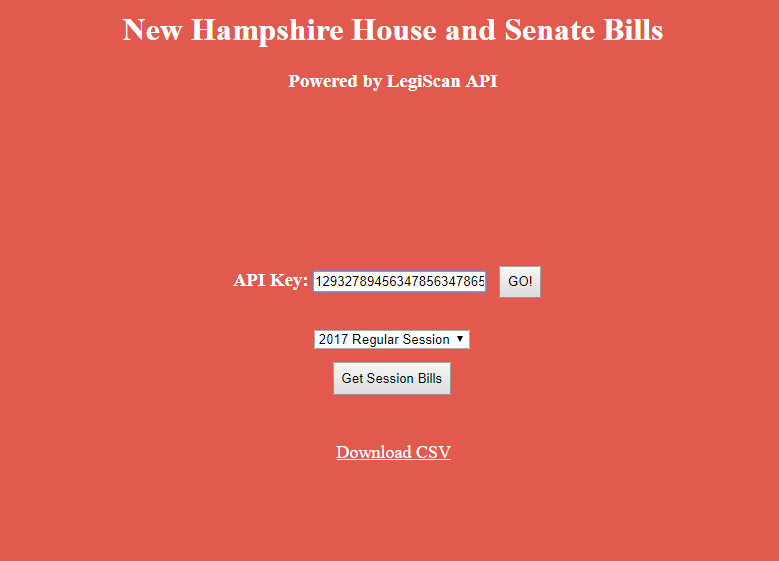 New Hampshire House and Senate Bills
Powered by LegiScan API
API Key: 12932789456347856347865 GO!
2017 Regular Session ▼
Get Session Bills
Download CSV